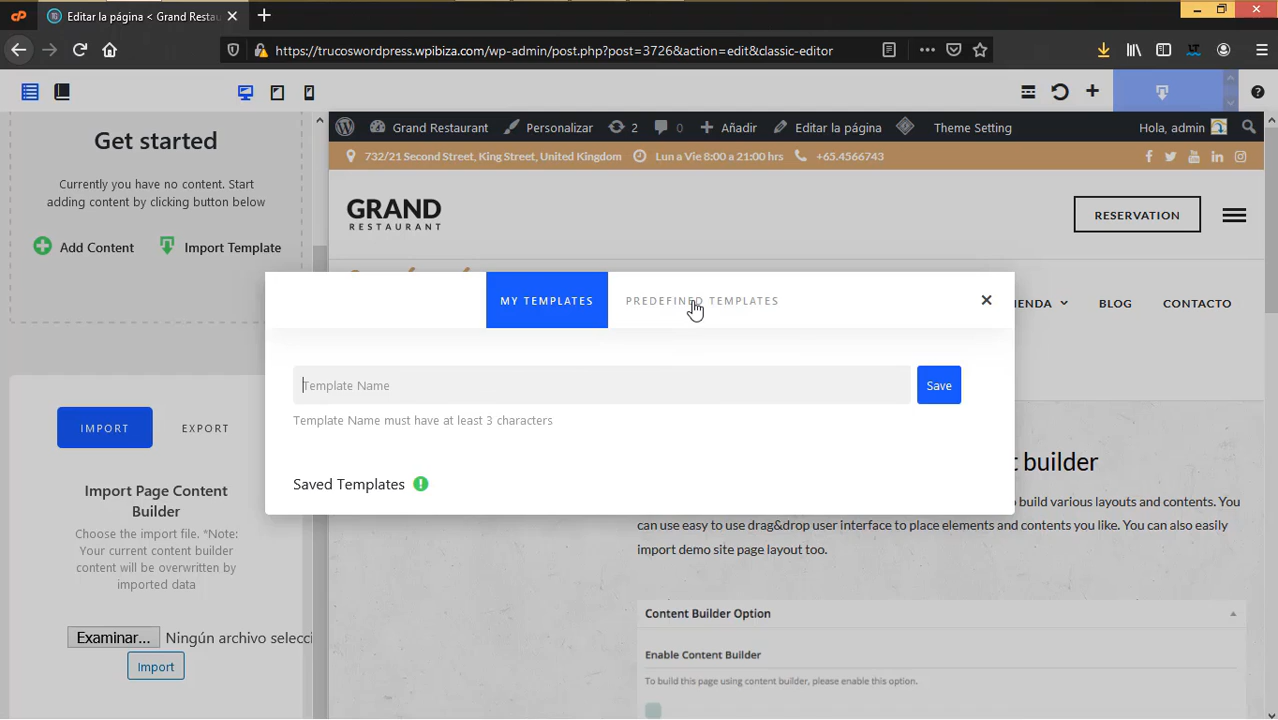 Editar la página < Grand Restau
https://trucoswordpress.wpibiza.com/wp-admin/post.php?post=3726&action=edit&classic-editor
Get started
Currently you have no content. Start
adding content by clicking button below
Add Content
Import Template
Grand Restaurant
Personalizar
2
0
Añadir
Editar la página
Theme Setting
Hola, admin
732/21 Second Street, King Street, United Kingdom
Lun a Vie 8:00 a 21:00 hrs
+65.4566743
GRAND
RESTAURANT
RESERVATION
MY TEMPLATES
PREDEFINED TEMPLATES
IENDA
BLOG
CONTACTO
Template Name
Save
Template Name must have at least 3 characters
Saved Templates
IMPORT
EXPORT
Import Page Content
Builder
Choose the import file. *Note:
Your current content builder
content will be overwritten by
imported data
Examinar...
Ningún archivo selecci
Import
t builder
o build various layouts and contents. You
can use easy to use drag&drop user interface to place elements and contents you like. You can also easily
import demo site page layout too.
Content Builder Option
Enable Content Builder
To build this page using content builder, please enable this option.